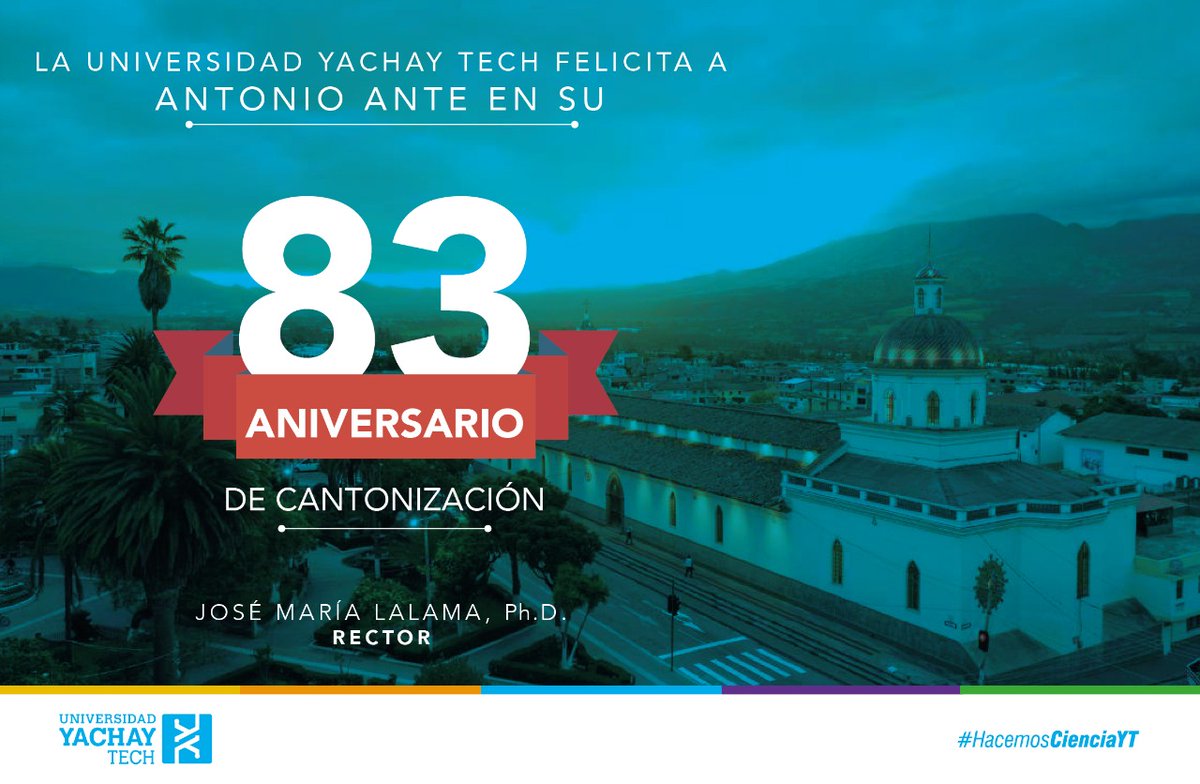 LA UNIVERSIDAD YACHAY TECH FELICITA A
ANTONIO ANTE EN SU
83
ANIVERSARIO
DE CANTONIZACIÓN
JOSÉ MARÍA LALAMA, Ph.D.
RECTOR
UNIVERSIDAD
YACHAY
TECH
#HacemosCienciaYT